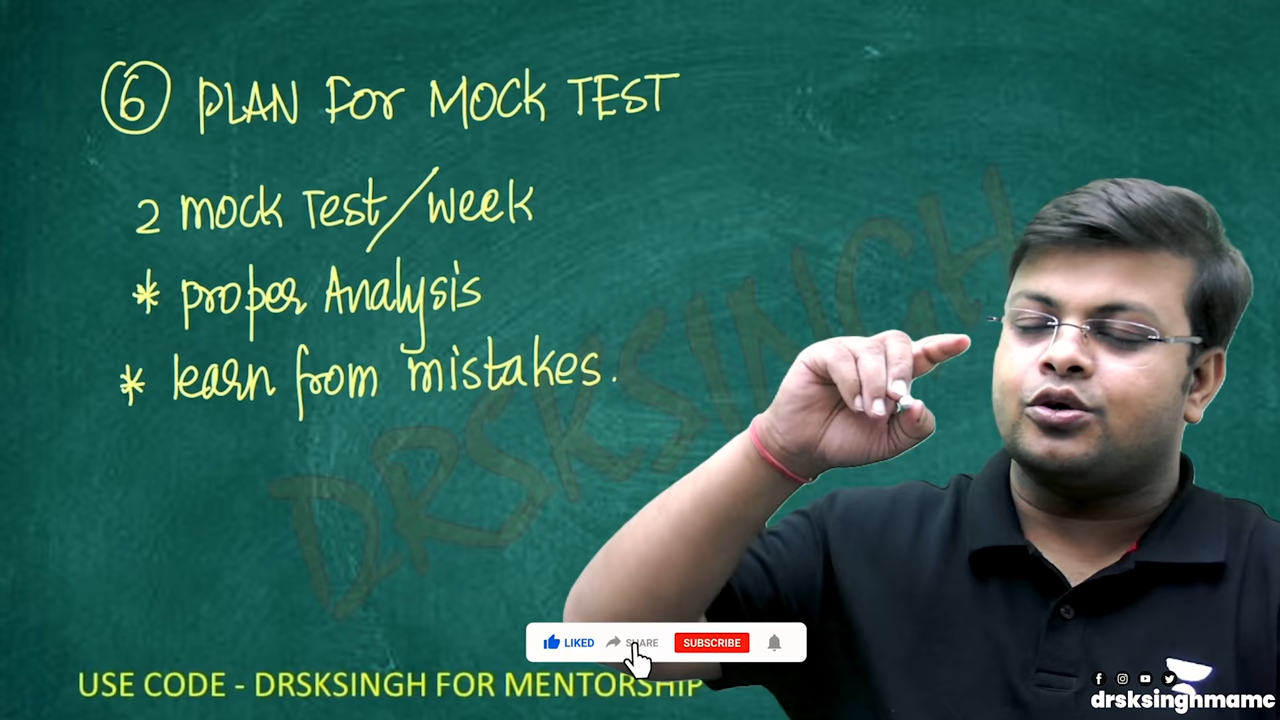 6 PLAN FOR MOCK TEST
2 mock Test/week
* proper Analysis
* learn from mistakes.
DRSKSINGH
LIKED SHARE SUBSCRIBE
USE CODE - DRSKSINGH FOR MENTORSHIP
drsksinghmamc